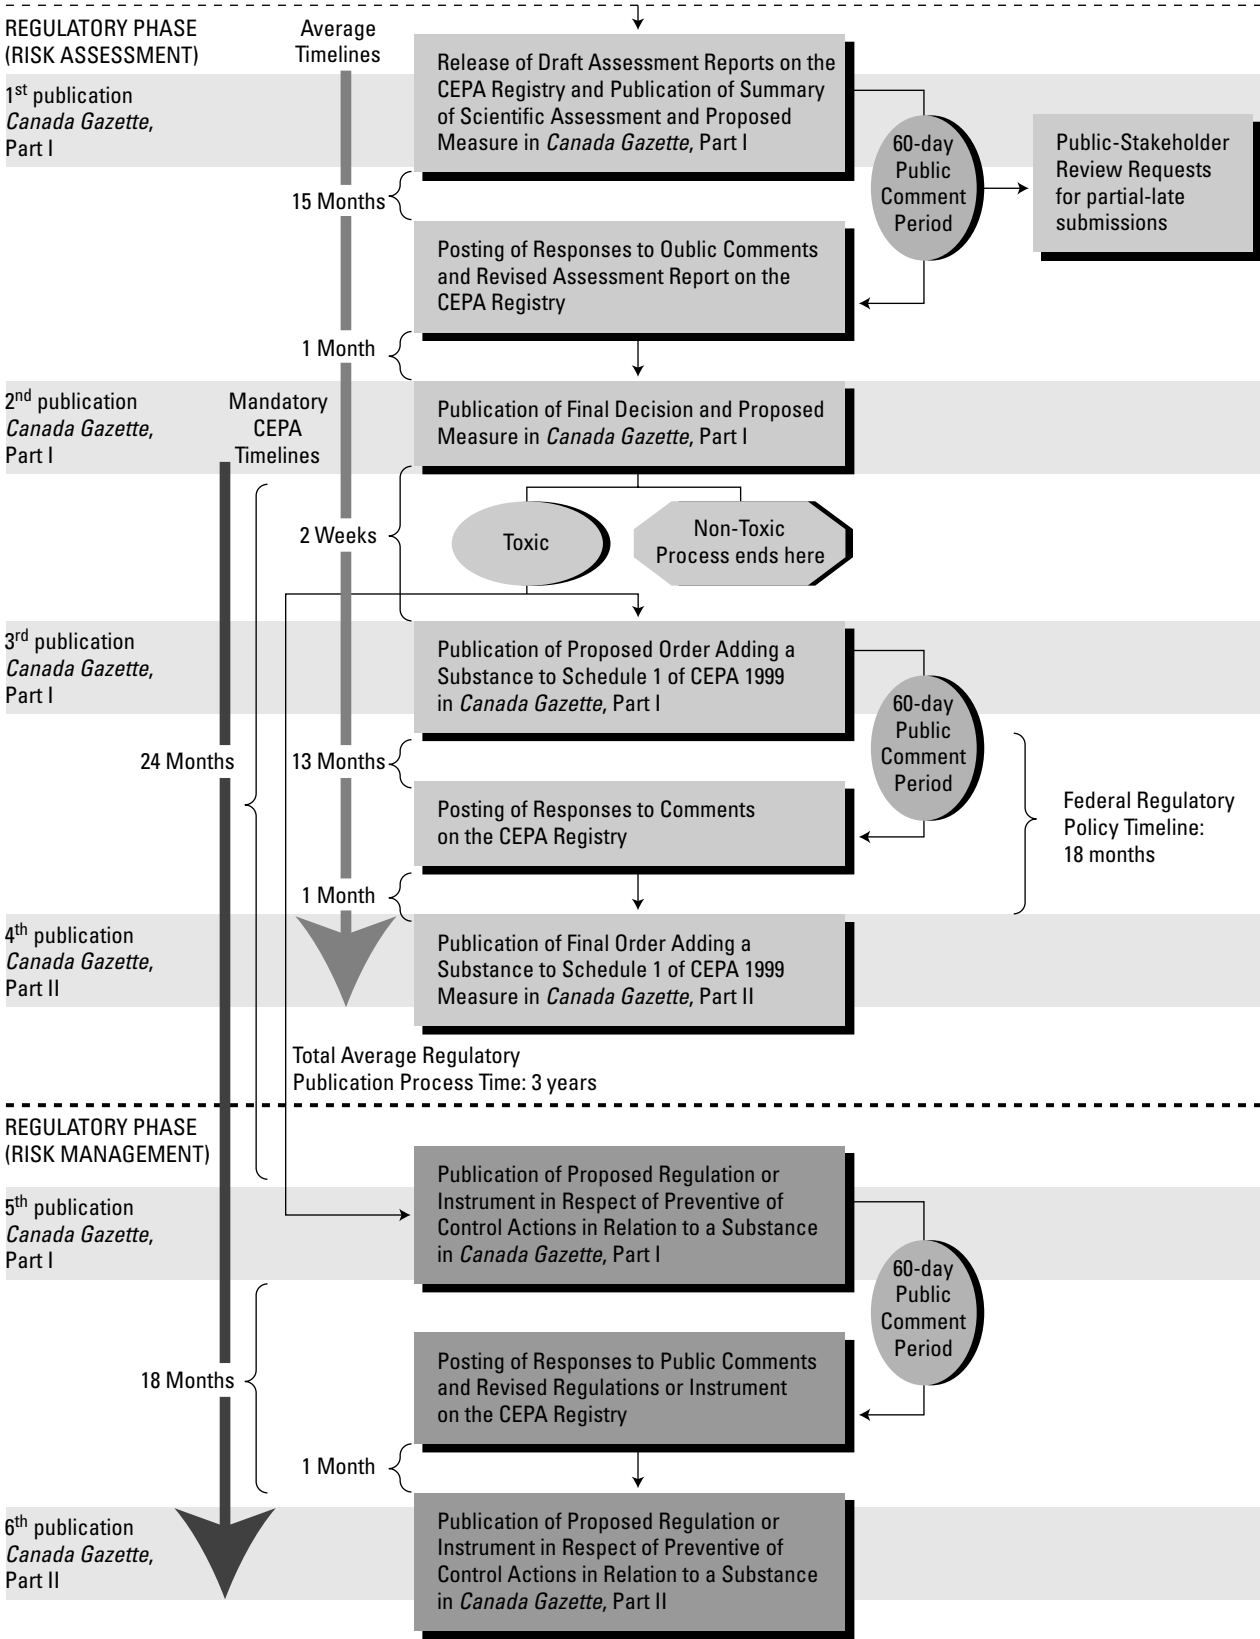 REGULATORY PHASE
(RISK ASSESSMENT)
Average
Timelines
1st publication
Canada Gazette,
Part I
Release of Draft Assessment Reports on the
CEPA Registry and Publication of Summary
of Scientific Assessment and Proposed
Measure in Canada Gazette, Part I
60-day
Public
Comment
Period
Public-Stakeholder
Review Requests
for partial-late
submissions
15 Months
Posting of Responses to Oublic Comments
and Revised Assessment Report on the
CEPA Registry
1 Month
2nd publication
Canada Gazette,
Part I
Mandatory
CEPA
Timelines
Publication of Final Decision and Proposed
Measure in Canada Gazette, Part I
2 Weeks
Toxic
Non-Toxic
Process ends here
3rd publication
Canada Gazette,
Part I
Publication of Proposed Order Adding a
Substance to Schedule 1 of CEPA 1999
in Canada Gazette, Part I
60-day
Public
Comment
Period
24 Months
13 Months
Federal Regulatory
Policy Timeline:
18 months
Posting of Responses to Comments
on the CEPA Registry
1 Month
4th publication
Canada Gazette,
Part II
Publication of Final Order Adding a
Substance to Schedule 1 of CEPA 1999
Measure in Canada Gazette, Part II
Total Average Regulatory
Publication Process Time: 3 years
REGULATORY PHASE
(RISK MANAGEMENT)
5th publication
Canada Gazette,
Part I
Publication of Proposed Regulation or
Instrument in Respect of Preventive of
Control Actions in Relation to a Substance
in Canada Gazette, Part I
60-day
Public
Comment
Period
18 Months
Posting of Responses to Public Comments
and Revised Regulations or Instrument
on the CEPA Registry
1 Month
6th publication
Canada Gazette,
Part II
Publication of Proposed Regulation or
Instrument in Respect of Preventive of
Control Actions in Relation to a Substance
in Canada Gazette, Part II